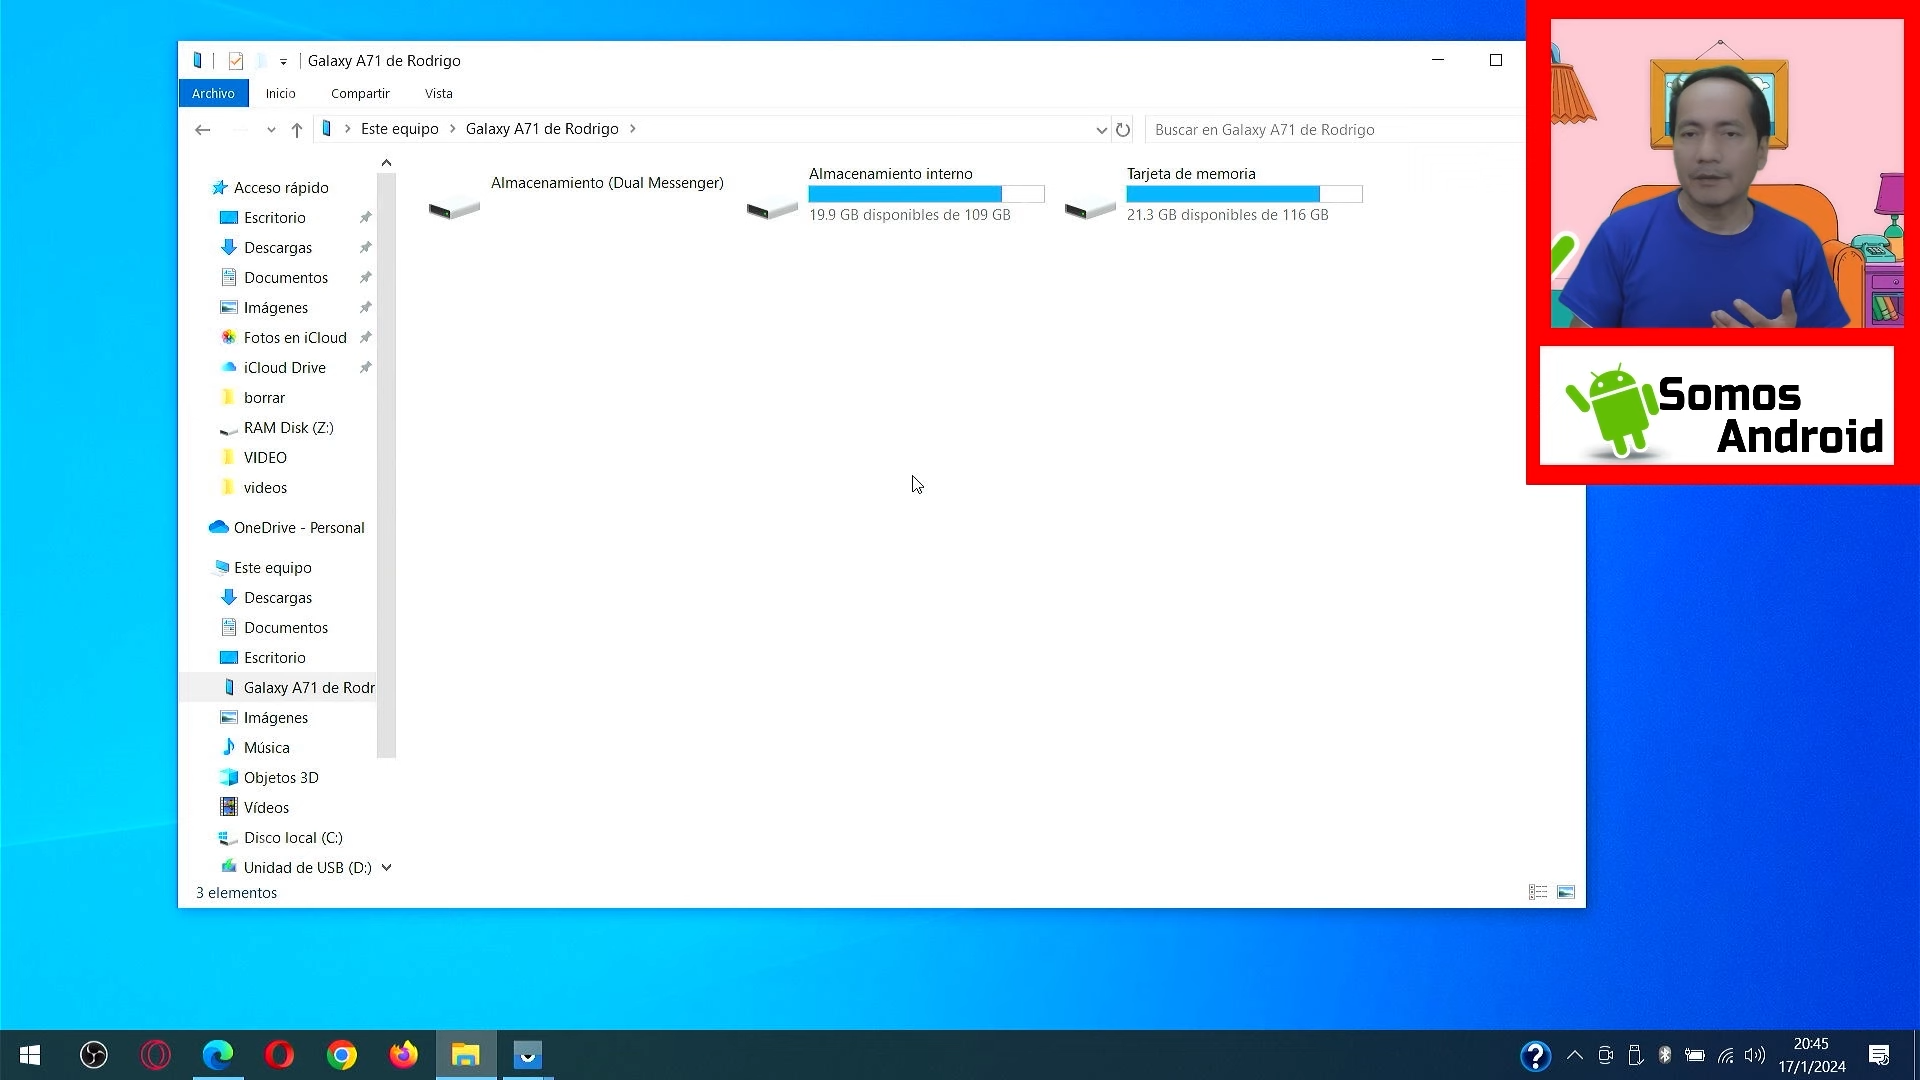 Galaxy A71 de Rodrigo
Archivo Inicio Compartir Vista
Este equipo Galaxy A71 de Rodrigo
Buscar en Galaxy A71 de Rodrigo
Acceso rápido
Escritorio
Descargas
Documentos
Imágenes
Fotos en iCloud
iCloud Drive
borrar
RAM Disk (Z:)
VIDEO
videos
OneDrive - Personal
Este equipo
Descargas
Documentos
Escritorio
Galaxy A71 de Rodr
Imágenes
Música
Objetos 3D
Vídeos
Disco local (C:)
Unidad de USB (D:)
3 elementos
Almacenamiento (Dual Messenger)
Almacenamiento interno
19.9 GB disponibles de 109 GB
Tarjeta de memoria
21.3 GB disponibles de 116 GB
Somos
Android
20:45
17/1/2024